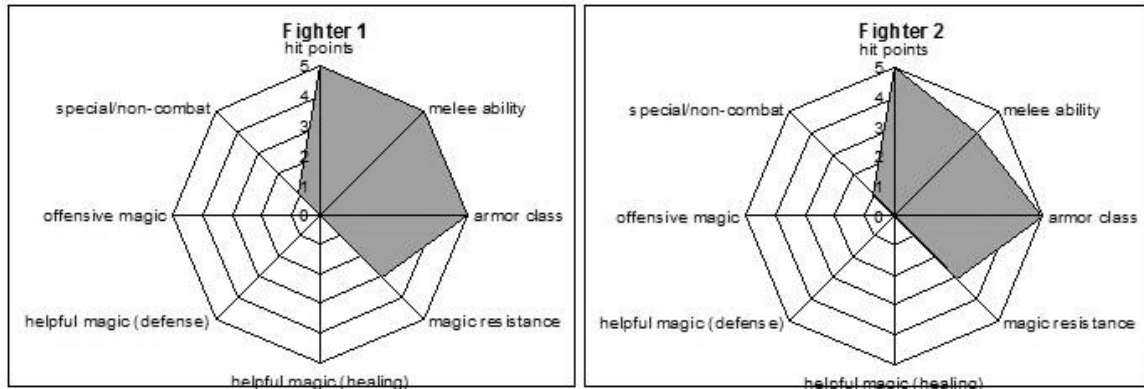 Fighter 1
hit points
5
4
3
2
1
0
special/non-combat
melee ability
offensive magic
armor class
helpful magic (defense)
magic resistance
helpful magic (healing)
Fighter 2
hit points
5
4
3
2
1
0
special/non-combat
melee ability
offensive magic
armor class
helpful magic (defense)
magic resistance
helpful magic (healing)